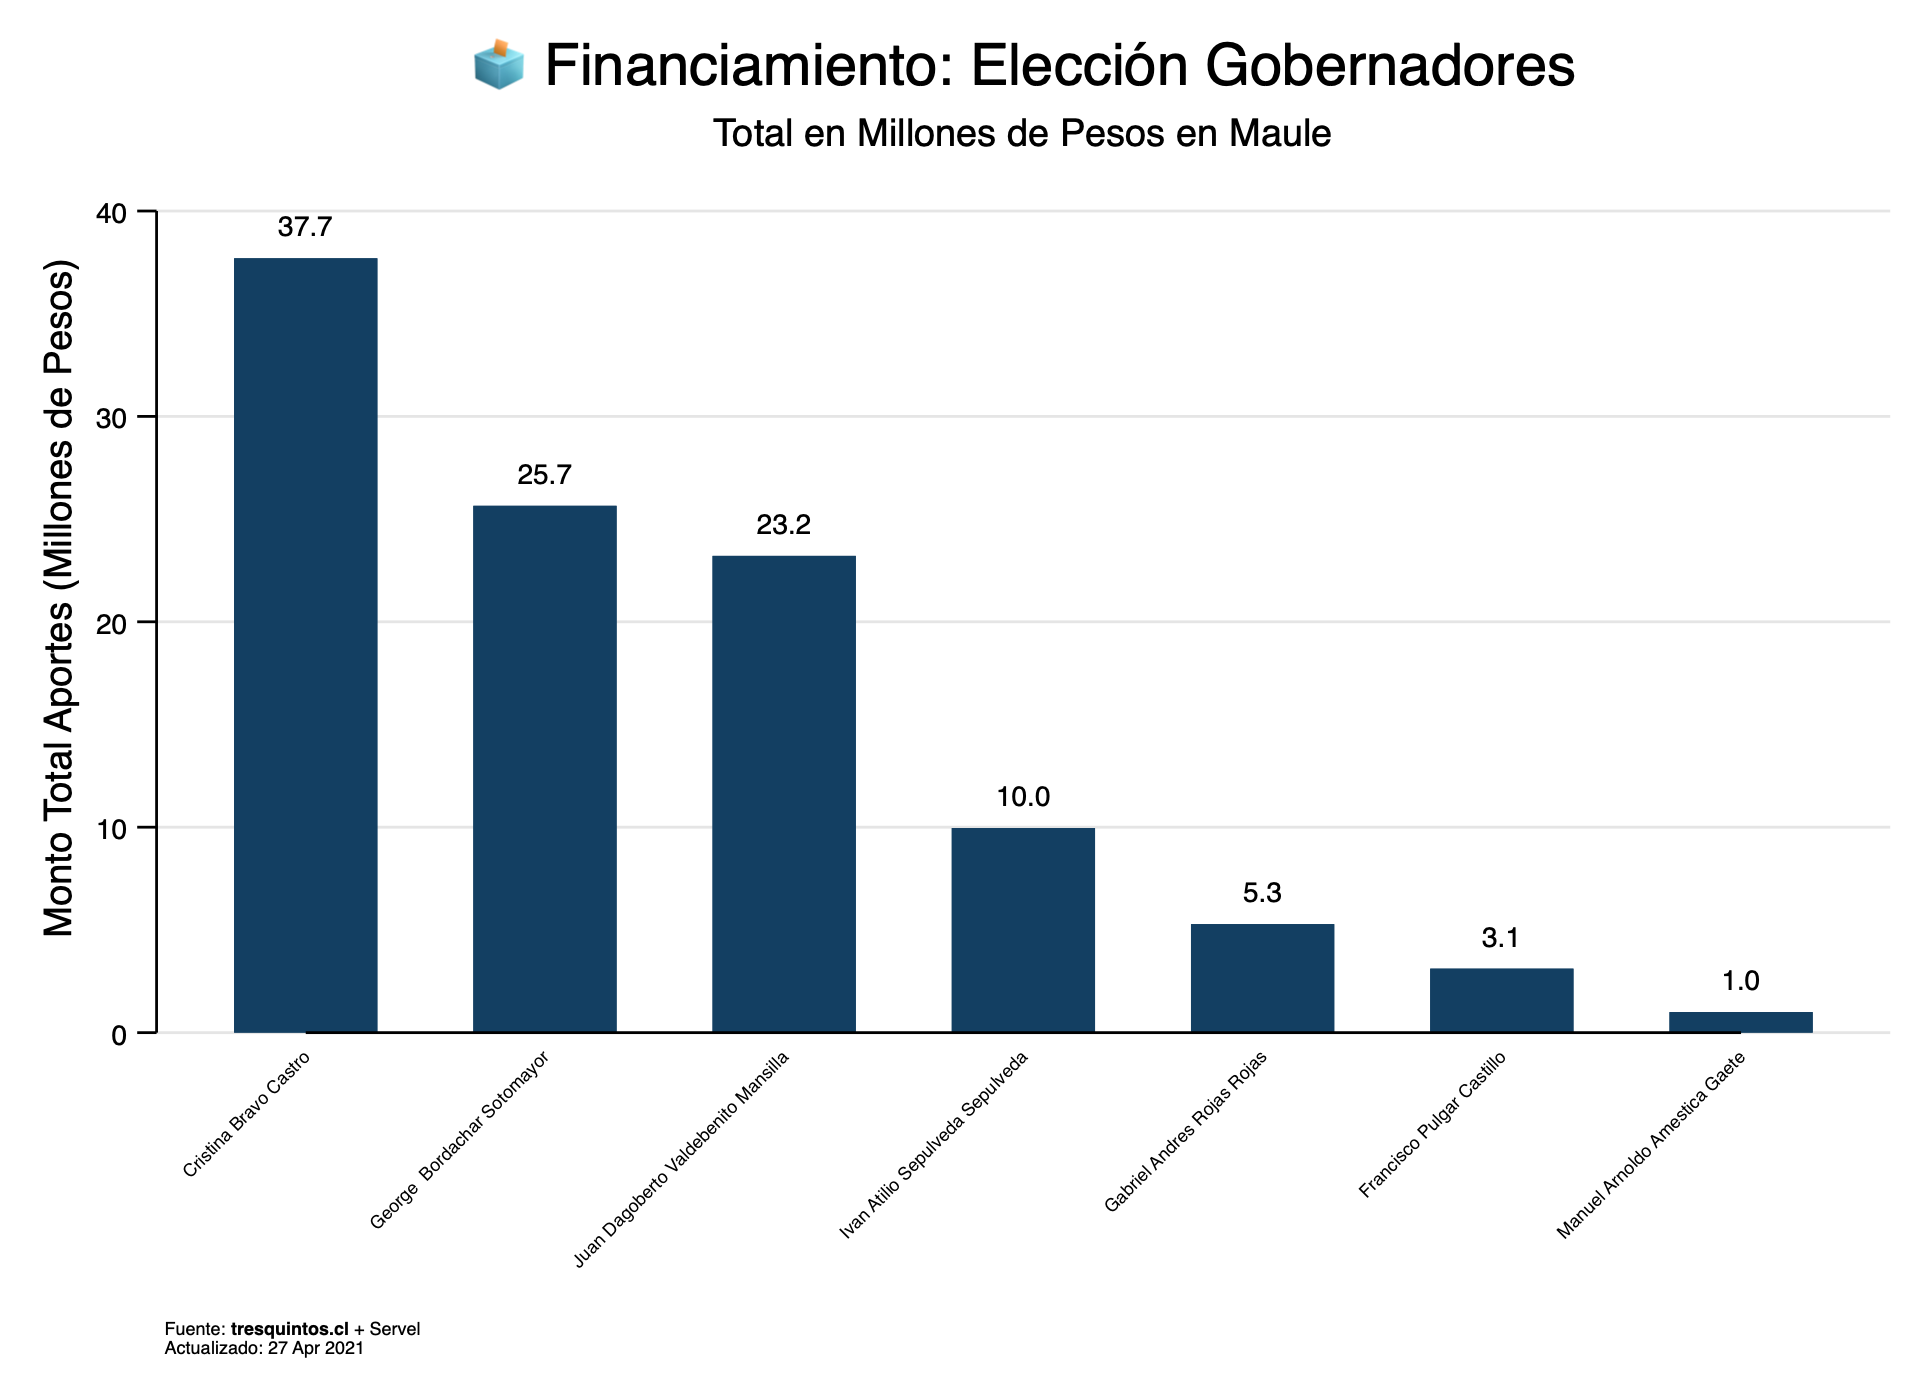 Financiamiento: Elección Gobernadores
Total en Millones de Pesos en Maule
Monto Total Aportes (Millones de Pesos)
40
30
20
10
0
37.7
25.7
23.2
10.0
5.3
3.1
1.0
Cristina Bravo Castro
George  Bordachar Sotomayor
Juan Dagoberto Valdebenito Mansilla
Ivan Atilio Sepulveda Sepulveda
Gabriel Andres Rojas Rojas
Francisco Pulgar Castillo
Manuel Arnoldo Amestica Gaete
Fuente: tresquintos.cl + Servel
Actualizado: 27 Apr 2021